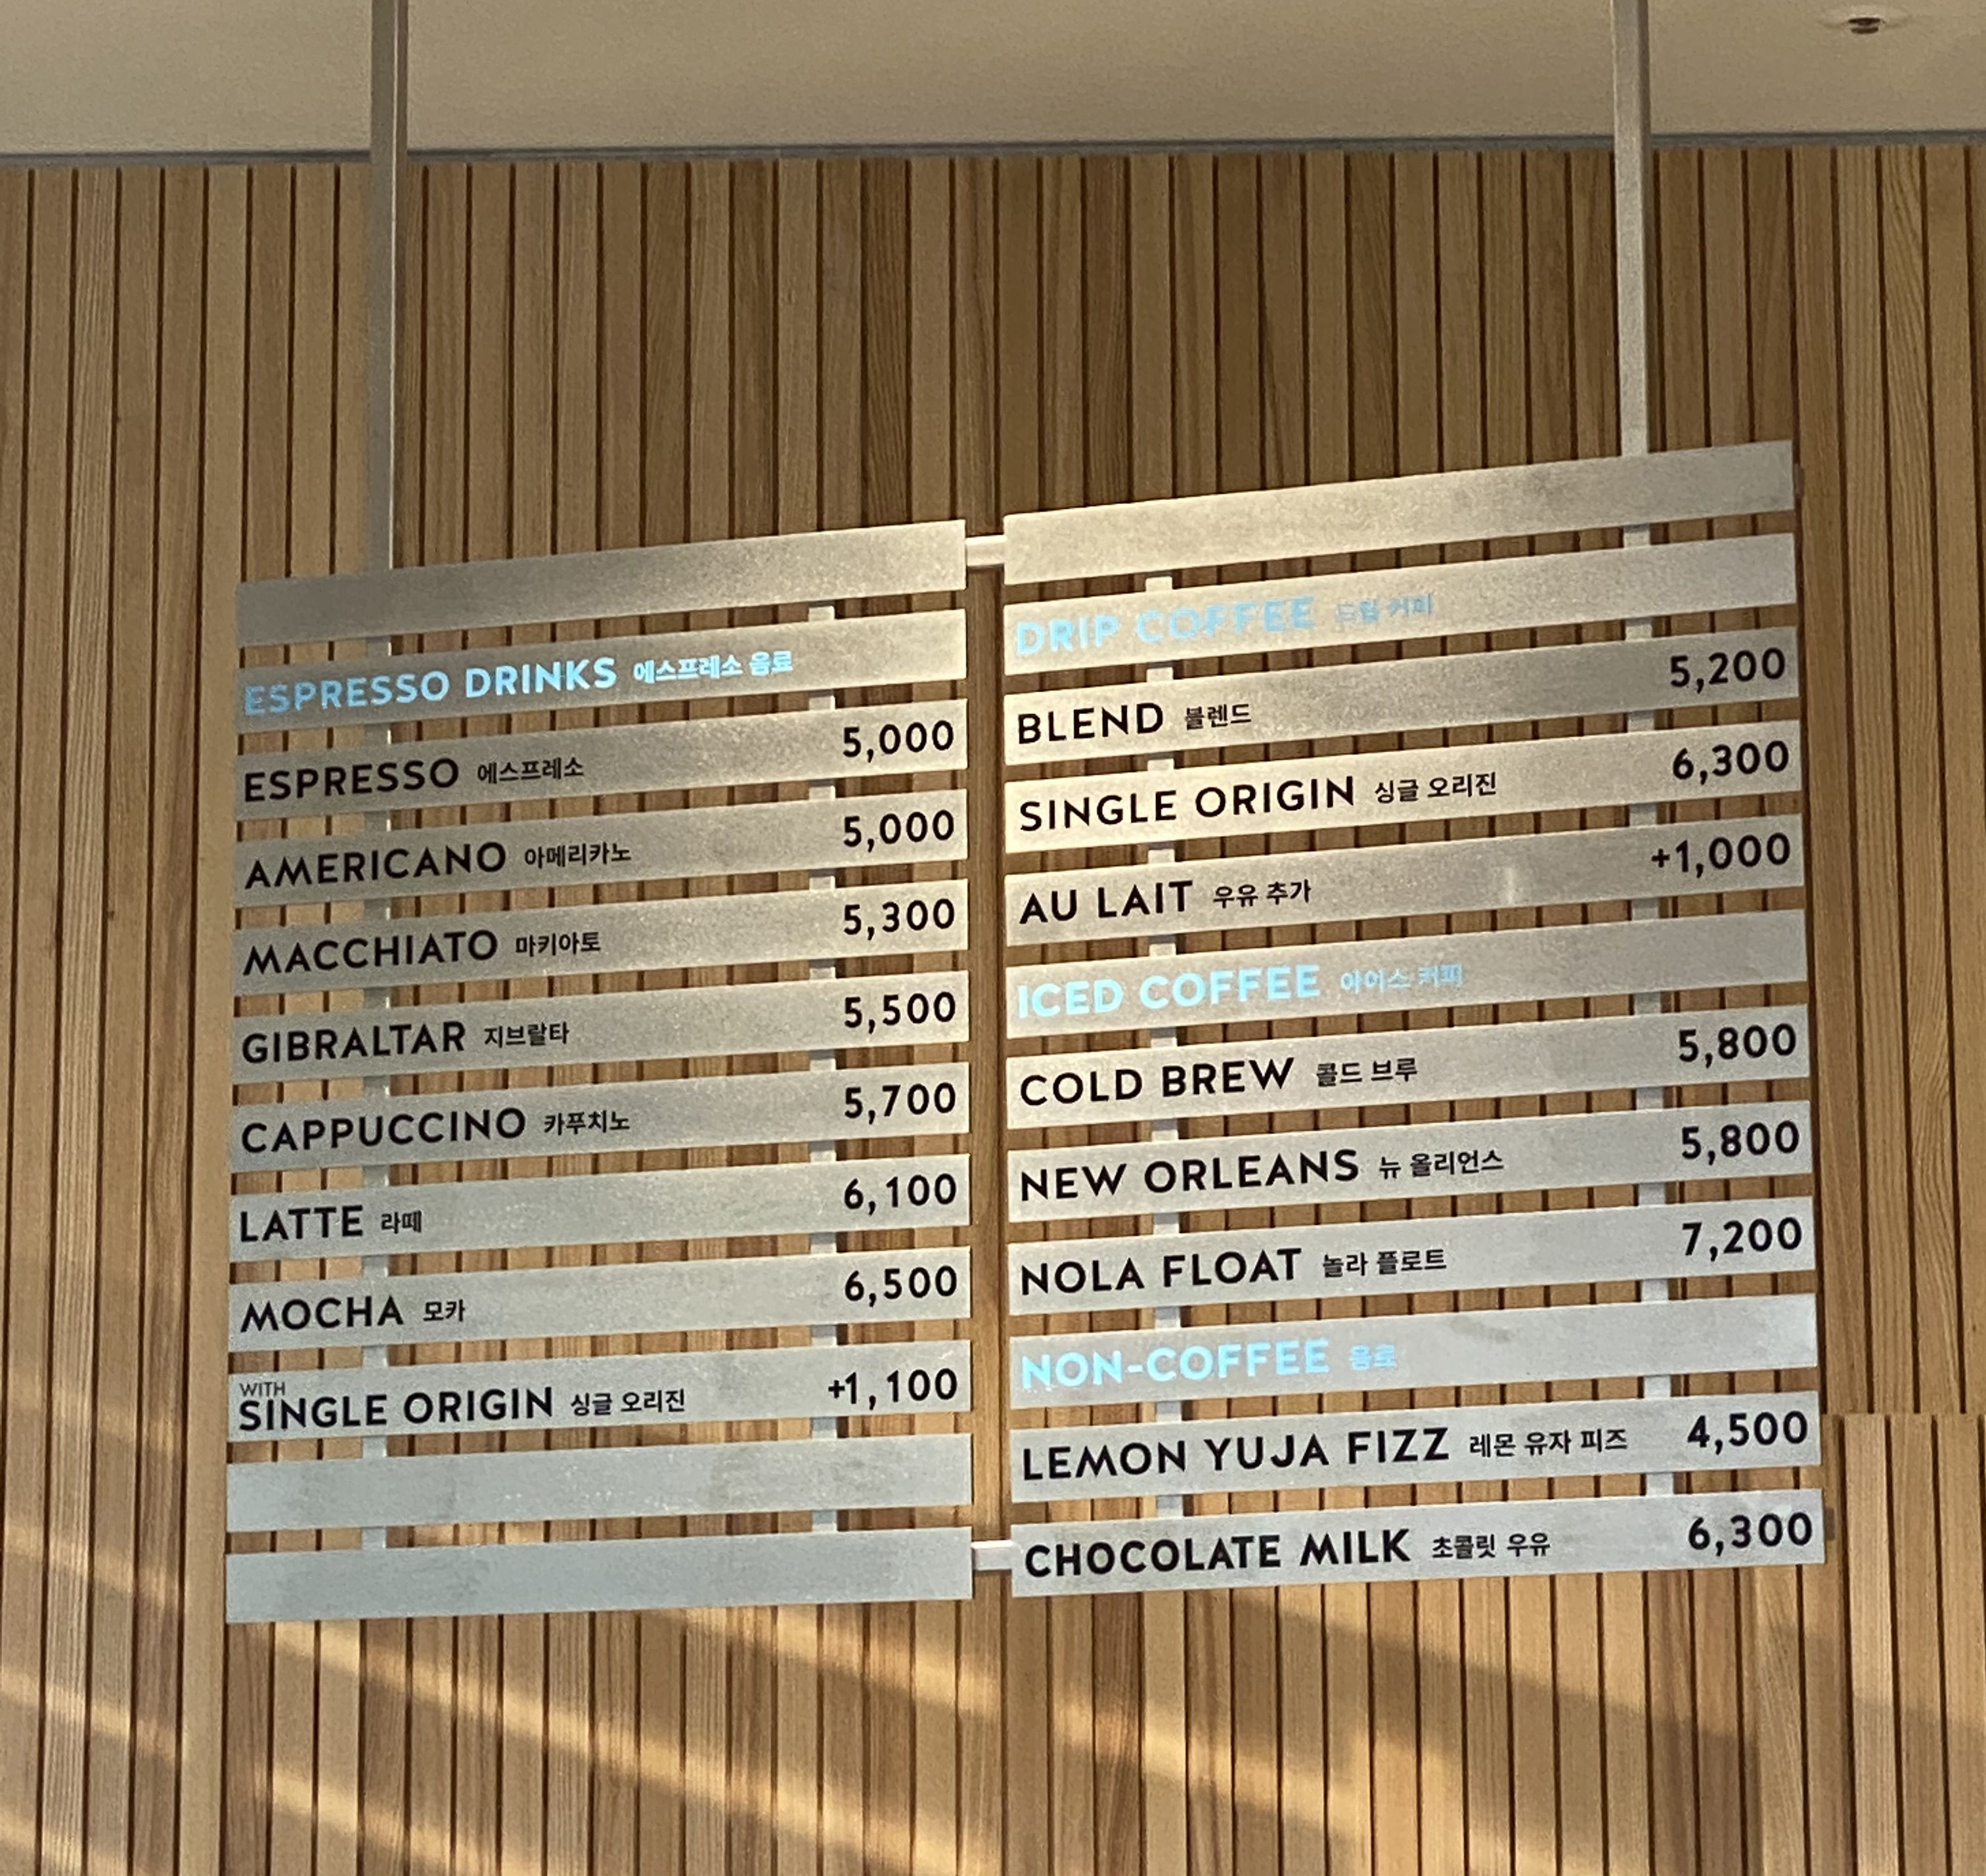 ESPRESSO DRINKS 에스프레소 음료
ESPRESSO 에스프레소 5,000
AMERICANO 아메리카노 5,000
MACCHIATO 마키아토 5,300
GIBRALTAR 지브랄타 5,500
CAPPUCCINO 카푸치노 5,700
LATTE 라떼 6,100
MOCHA 모카 6,500
WITH
SINGLE ORIGIN 싱글 오리진 +1,100
DRIP COFFEE 드립 커피
BLEND 블렌드 5,200
SINGLE ORIGIN 싱글 오리진 6,300
AU LAIT 우유 추가 +1,000
ICED COFFEE 아이스 커피
COLD BREW 콜드 브루 5,800
NEW ORLEANS 뉴 올리언스 5,800
NOLA FLOAT 놀라 플로트 7,200
NON-COFFEE 음료
LEMON YUJA FIZZ 레몬 유자 피즈 4,500
CHOCOLATE MILK 초콜릿 우유 6,300